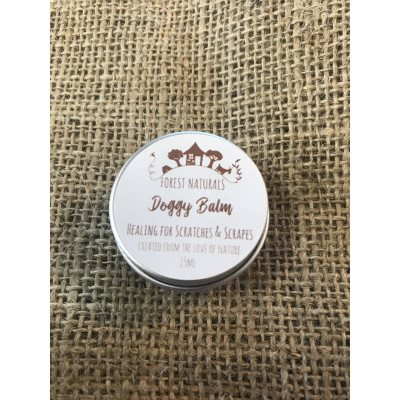 FOREST NATURALS
Doggy Balm
HEALING FOR SCRATCHES & SCRAPES
CREATED FROM THE LOVE OF NATURE
15ML